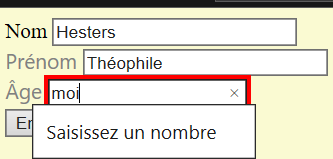 Nom Hesters
Prénom Théophile
Âge moi ×
Saisissez un nombre